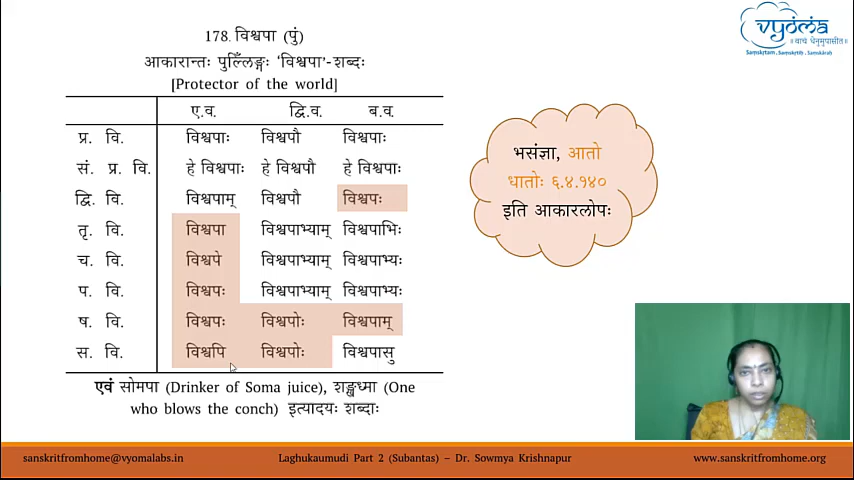 178. विश्वपा (पुं)
आकारान्तः पुल्ँलिङ्गः ‘विश्वपा’-शब्दः
[Protector of the world]
ए.व. द्वि.व. ब.व.
प्र. वि. विश्वपाः विश्वपौ विश्वपाः
सं. प्र. वि. हे विश्वपाः हे विश्वपौ हे विश्वपाः
द्वि. वि. विश्वपाम् विश्वपौ विश्वपः
तृ. वि. विश्वपा विश्वपाभ्याम् विश्वपाभिः
च. वि. विश्वपे विश्वपाभ्याम् विश्वपाभ्यः
प. वि. विश्वपः विश्वपाभ्याम् विश्वपाभ्यः
ष. वि. विश्वपः विश्वपोः विश्वपाम्
स. वि. विश्वपि विश्वपोः विश्वपासु
एवं सोमपा (Drinker of Soma juice), शङ्खध्मा (One
who blows the conch) इत्यादयः शब्दाः
भसंज्ञा, आतो
धातोः ६.४.१४०
इति आकारलोपः
vyoma
॥ वाचं धेनुमुपासीत ॥
Samskrtam, Samskrti, Samskārāḥ
sanskritfromhome@vyomalabs.in Laghukaumudi Part 2 (Subantas) – Dr. Sowmya Krishnapur www.sanskritfromhome.org